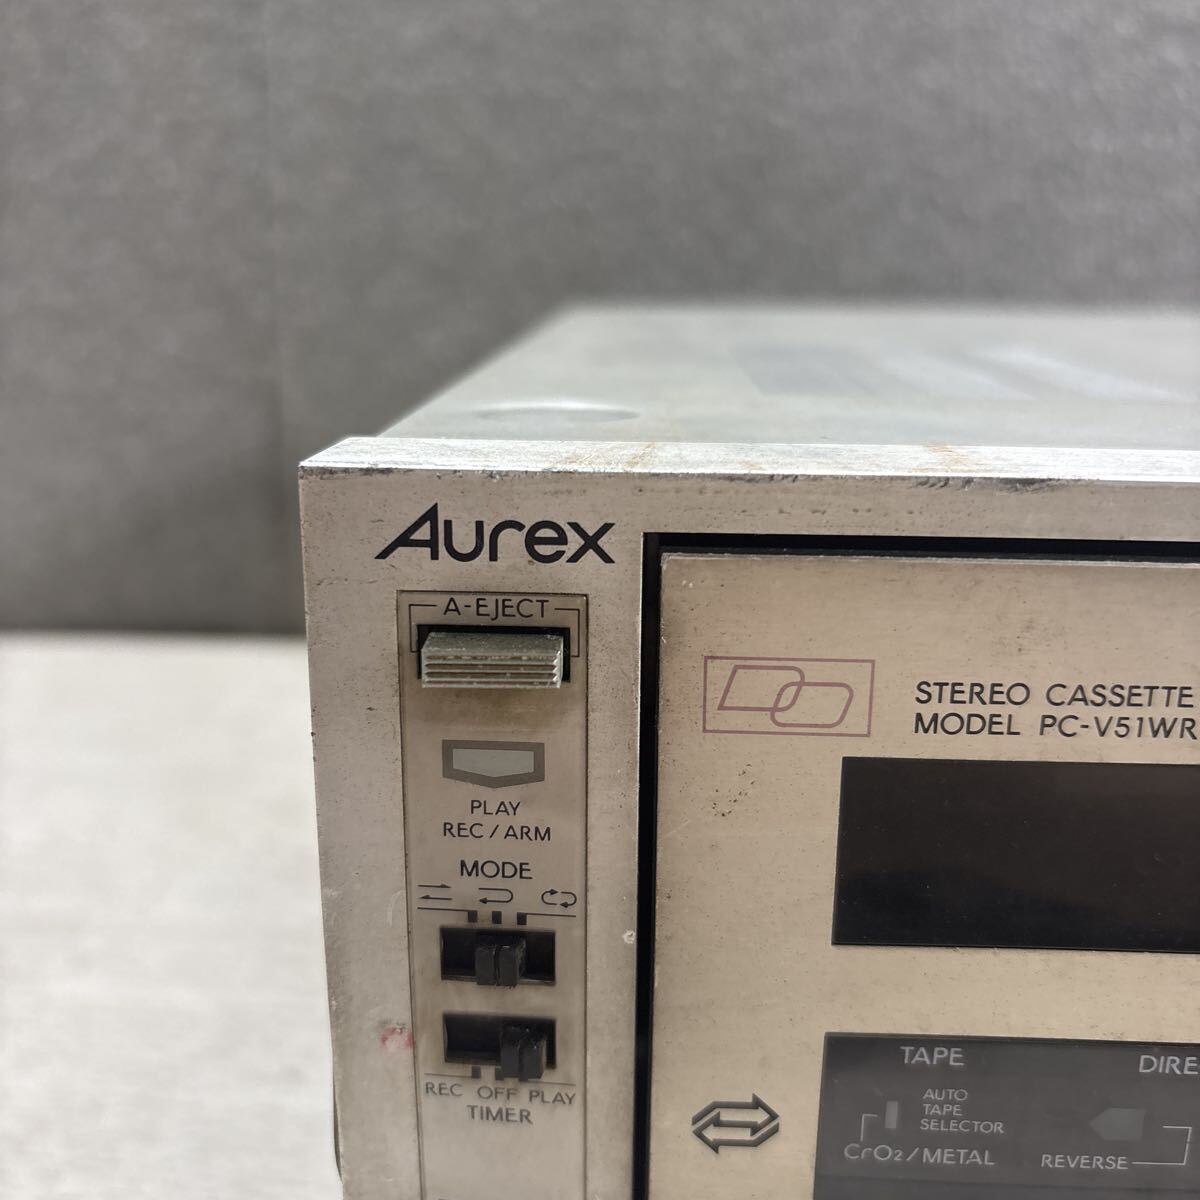 Aurex
A-EJECT
PLAY
REC/ARM
MODE
REC OFF PLAY
TIMER
STEREO CASSETTE
MODEL PC-V51WR
TAPE
AUTO
TAPE
SELECTOR
CrO2/METAL
DIRE
REVERSE